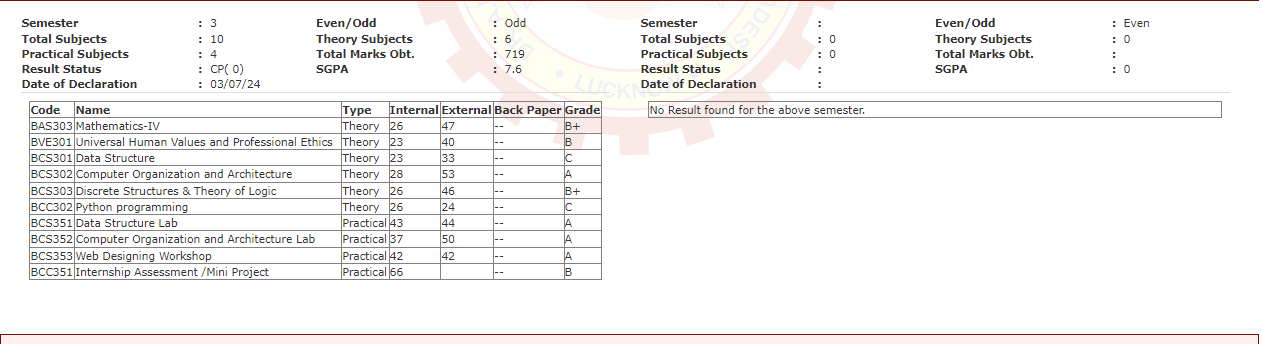 Semester : 3 Even/Odd : Odd Semester : Even/Odd : Even
Total Subjects : 10 Theory Subjects : 6 Total Subjects : 0 Theory Subjects : 0
Practical Subjects : 4 Total Marks Obt. : 719 Practical Subjects : 0 Total Marks Obt. :
Result Status : CP( 0) SGPA : 7.6 Result Status : SGPA : 0
Date of Declaration : 03/07/24 Date of Declaration :
LUCKNO
Code Name Type Internal External Back Paper Grade
No Result found for the above semester.
BAS303 Mathematics-IV Theory 26 47 -- B+
BVE301 Universal Human Values and Professional Ethics Theory 23 40 -- B
BCS301 Data Structure Theory 23 33 -- C
BCS302 Computer Organization and Architecture Theory 28 53 -- A
BCS303 Discrete Structures & Theory of Logic Theory 26 46 -- B+
BCC302 Python programming Theory 26 24 -- C
BCS351 Data Structure Lab Practical 43 44 -- A
BCS352 Computer Organization and Architecture Lab Practical 37 50 -- A
BCS353 Web Designing Workshop Practical 42 42 -- A
BCC351 Internship Assessment /Mini Project Practical 66 -- B